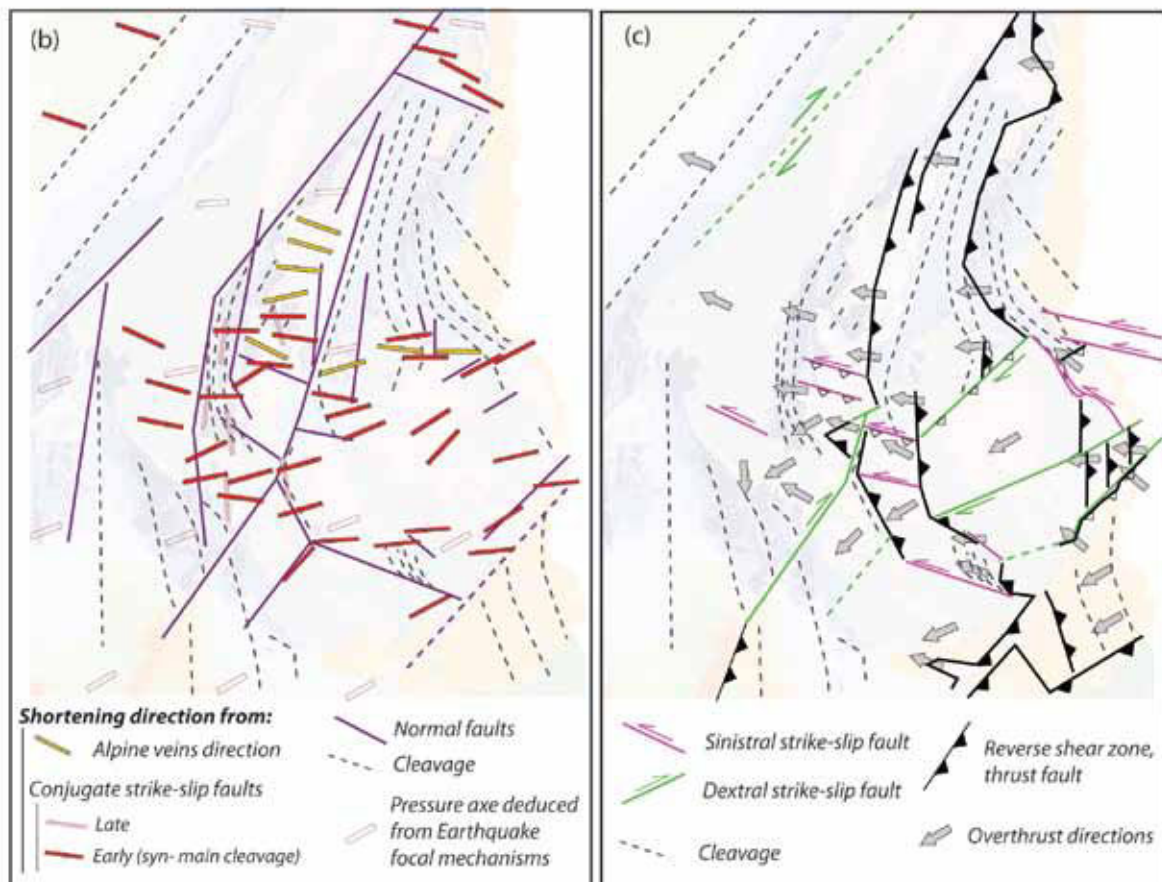 (b)
Shortening direction from:
Alpine veins direction
Conjugate strike-slip faults
Late
Early (syn- main cleavage)
Normal faults
Cleavage
Pressure axe deduced
from Earthquake
focal mechanisms
(c)
Sinistral strike-slip fault
Dextral strike-slip fault
Cleavage
Reverse shear zone,
thrust fault
Overthrust directions